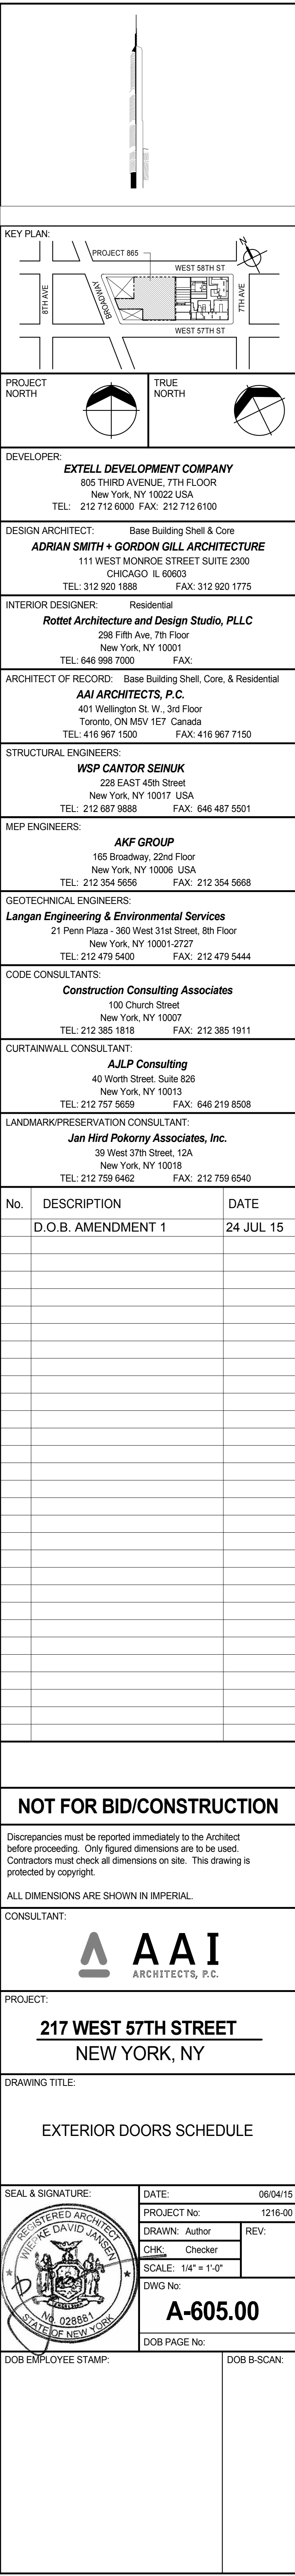 KEY PLAN:
N
PROJECT 865
WEST 58TH ST
8TH AVE
BROADWAY
7TH AVE
WEST 57TH ST
PROJECT
NORTH
TRUE
NORTH
DEVELOPER:
EXTELL DEVELOPMENT COMPANY
805 THIRD AVENUE, 7TH FLOOR
New York, NY 10022 USA
TEL: 212 712 6000 FAX: 212 712 6100
DESIGN ARCHITECT: Base Building Shell & Core
ADRIAN SMITH + GORDON GILL ARCHITECTURE
111 WEST MONROE STREET SUITE 2300
CHICAGO IL 60603
TEL: 312 920 1888 FAX: 312 920 1775
INTERIOR DESIGNER: Residential
Rottet Architecture and Design Studio, PLLC
298 Fifth Ave, 7th Floor
New York, NY 10001
TEL: 646 998 7000 FAX:
ARCHITECT OF RECORD: Base Building Shell, Core, & Residential
AAI ARCHITECTS, P.C.
401 Wellington St. W., 3rd Floor
Toronto, ON M5V 1E7 Canada
TEL: 416 967 1500 FAX: 416 967 7150
STRUCTURAL ENGINEERS:
WSP CANTOR SEINUK
228 EAST 45th Street
New York, NY 10017 USA
TEL: 212 687 9888 FAX: 646 487 5501
MEP ENGINEERS:
AKF GROUP
165 Broadway, 22nd Floor
New York, NY 10006 USA
TEL: 212 354 5656 FAX: 212 354 5668
GEOTECHNICAL ENGINEERS:
Langan Engineering & Environmental Services
21 Penn Plaza - 360 West 31st Street, 8th Floor
New York, NY 10001-2727
TEL: 212 479 5400 FAX: 212 479 5444
CODE CONSULTANTS:
Construction Consulting Associates
100 Church Street
New York, NY 10007
TEL: 212 385 1818 FAX: 212 385 1911
CURTAINWALL CONSULTANT:
AJLP Consulting
40 Worth Street. Suite 826
New York, NY 10013
TEL: 212 757 5659 FAX: 646 219 8508
LANDMARK/PRESERVATION CONSULTANT:
Jan Hird Pokorny Associates, Inc.
39 West 37th Street, 12A
New York, NY 10018
TEL: 212 759 6462 FAX: 212 759 6540
No. DESCRIPTION DATE
D.O.B. AMENDMENT 1 24 JUL 15
NOT FOR BID/CONSTRUCTION
Discrepancies must be reported immediately to the Architect
before proceeding. Only figured dimensions are to be used.
Contractors must check all dimensions on site. This drawing is
protected by copyright.
ALL DIMENSIONS ARE SHOWN IN IMPERIAL.
CONSULTANT:
AAI
ARCHITECTS, P.C.
PROJECT:
217 WEST 57TH STREET
NEW YORK, NY
DRAWING TITLE:
EXTERIOR DOORS SCHEDULE
SEAL & SIGNATURE:
REGISTERED ARCHITECT
WIEPKE DAVID JANSEN
No. 028881
STATE OF NEW YORK
DATE: 06/04/15
PROJECT No: 1216-00
DRAWN: Author REV:
CHK: Checker
SCALE: 1/4" = 1'-0"
DWG No:
A-605.00
DOB PAGE No:
DOB EMPLOYEE STAMP: DOB B-SCAN: